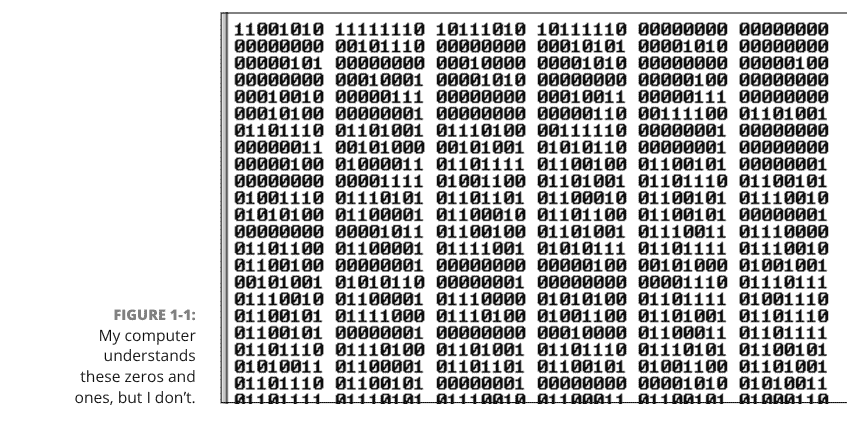 11001010 11111110 10111010 10111110 00000000 00000000
00000000 00101110 00000000 00010101 00001010 00000000
00000101 00000000 00010000 00001010 00000000 00000100
00000000 00010001 00001010 00000000 00000100 00000000
00010010 00000111 00000000 00010011 00000111 00000000
00010100 00000001 00000000 00000110 00111100 01101001
01101110 01101001 01110100 00111110 00000001 00000000
00000011 00101000 00101001 01010110 00000001 00000000
00000100 01000011 01101111 01100100 01100101 00000001
00000000 00001111 01001100 01101001 01101110 01100101
01001110 01110101 01101101 01100010 01100101 01110010
01010100 01100001 01100010 01101100 01100101 00000001
00000000 00001011 01100100 01101001 01110011 01110000
01101100 01100001 01111001 01010111 01101111 01110010
01100100 00000001 00000000 00000100 00101000 01001001
00101001 01010110 00000001 00000000 00001110 01110111
01110010 01100001 01110000 01010100 01101111 01001110
01100101 01111000 01110100 01001100 01101001 01101110
01100101 00000001 00000000 00010000 01100011 01101111
01101110 01110100 01101001 01101110 01110101 01100101
01010011 01100001 01101101 01100101 01001100 01101001
01101110 01100101 00000001 00000000 00001010 01010011
01101111 01110101 01110010 01100011 01100101 01000110
FIGURE 1-1:
My computer
understands
these zeros and
ones, but I don't.